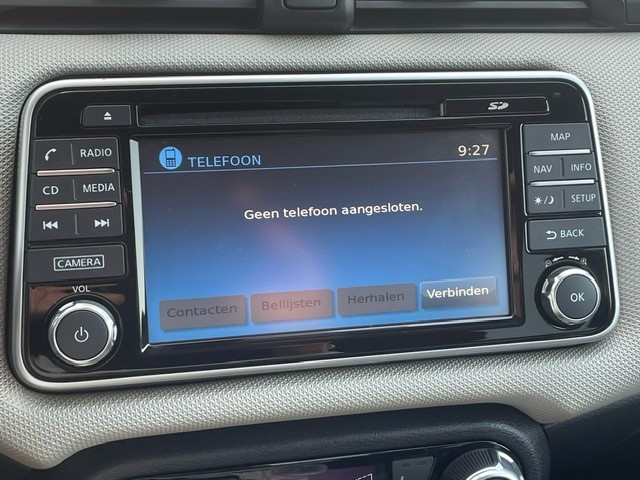 SD
MAP
RADIO
NAV INFO
CD MEDIA
SETUP
BACK
CAMERA
VOL
OK
TELEFOON
9:27
Geen telefoon aangesloten.
Contacten Bellijsten Herhalen Verbinden